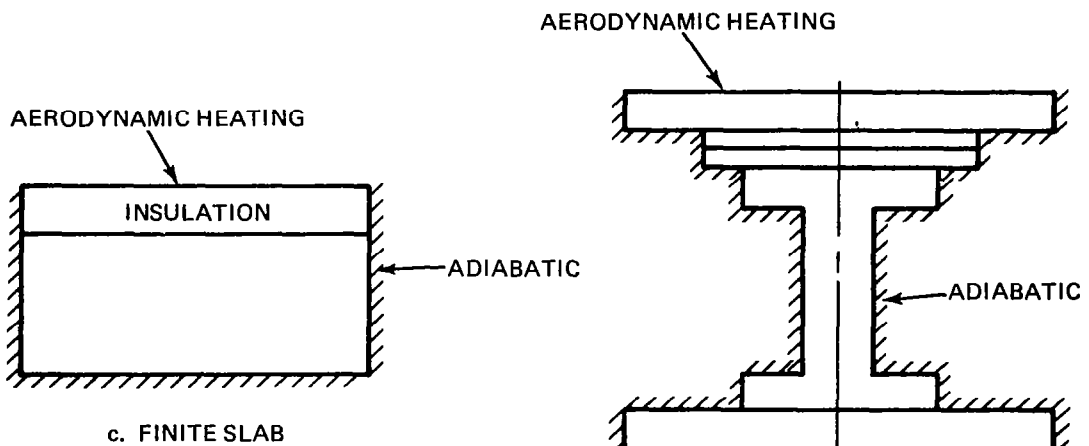 AERODYNAMIC HEATING
INSULATION
ADIABATIC
c. FINITE SLAB
AERODYNAMIC HEATING
ADIABATIC